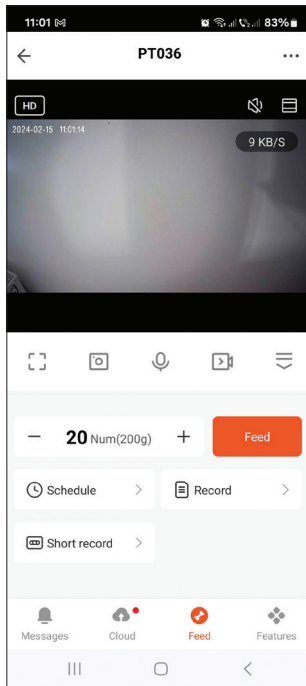 11:01 83%
PT036
HD
2024-02-15 11:01:14
9 KB/S
20 Num(200g)
Feed
Schedule
Record
Short record
Messages Cloud Feed Features